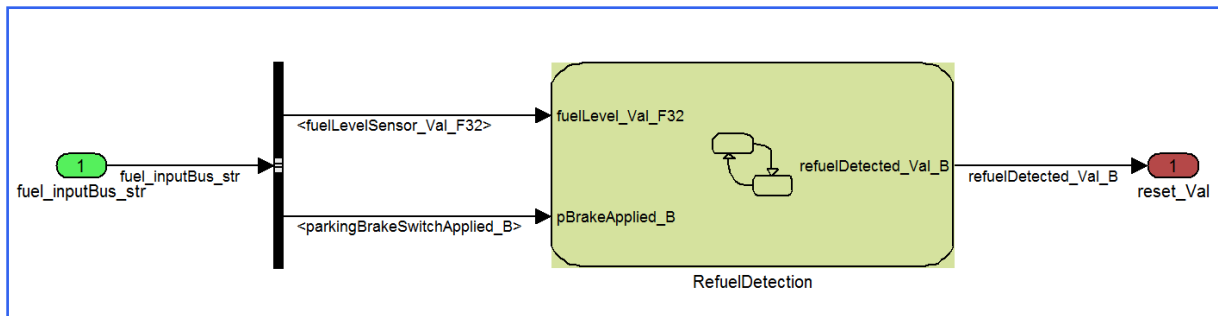 <fuelLevelSensor_Val_F32>
fuelLevel_Val_F32
1
fuel_inputBus_str
fuel_inputBus_str
refuelDetected_Val_B
refuelDetected_Val_B
1
reset_Val
<parkingBrakeSwitchApplied_B>
pBrakeApplied_B
RefuelDetection